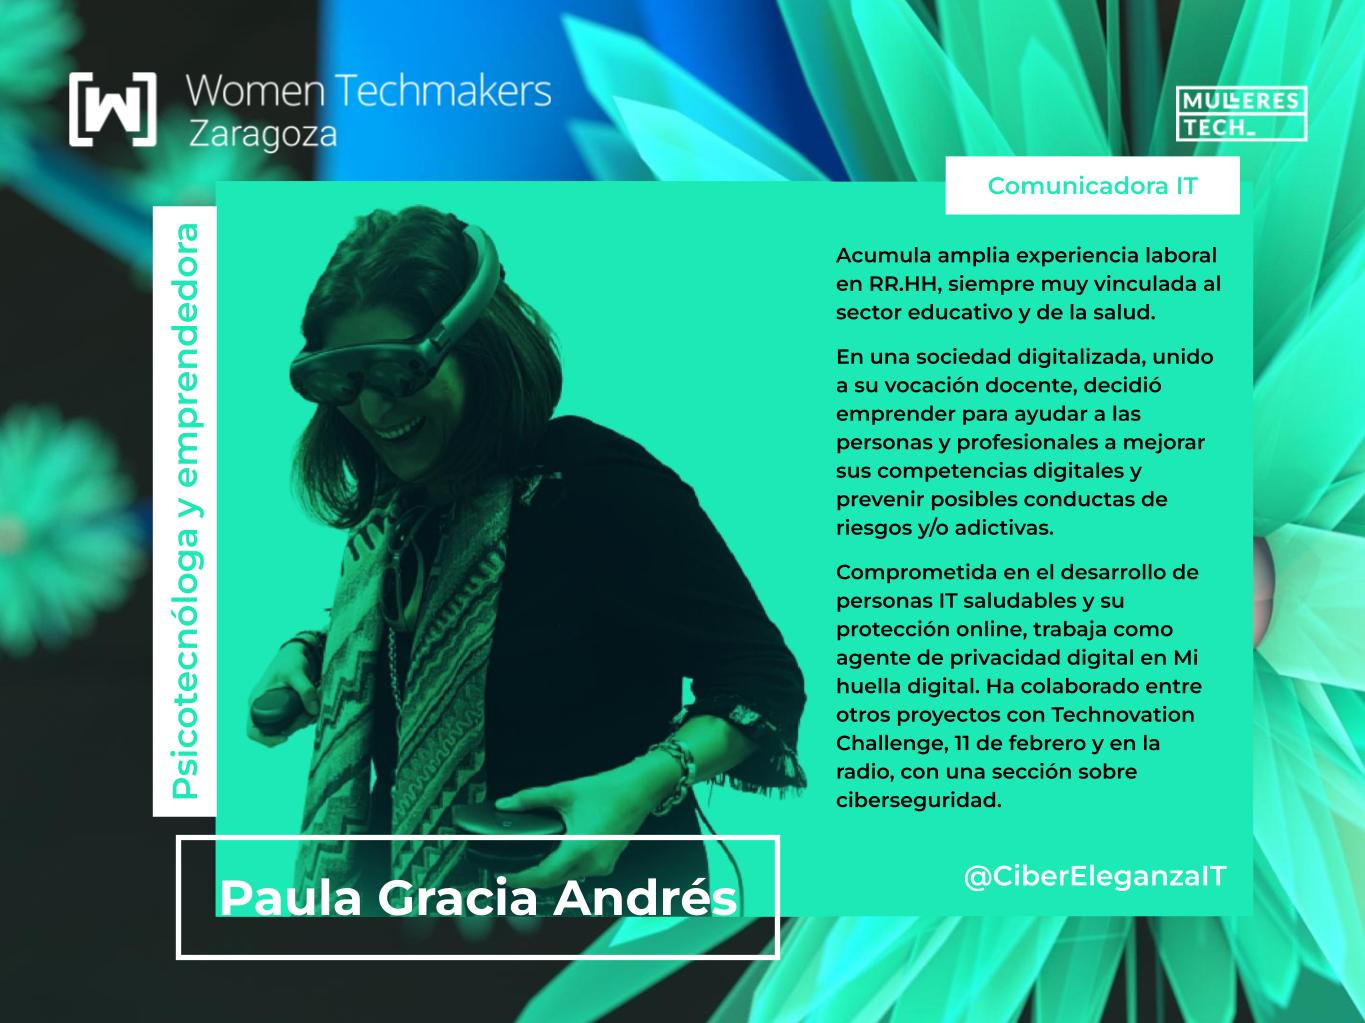 Women Techmakers
Zaragoza
MULLERES
TECH_
Comunicadora IT
Psicotecnóloga y emprendedora
Acumula amplia experiencia laboral
en RR.HH, siempre muy vinculada al
sector educativo y de la salud.
En una sociedad digitalizada, unido
a su vocación docente, decidió
emprender para ayudar a las
personas y profesionales a mejorar
sus competencias digitales y
prevenir posibles conductas de
riesgos y/o adictivas.
Comprometida en el desarrollo de
personas IT saludables y su
protección online, trabaja como
agente de privacidad digital en Mi
huella digital. Ha colaborado entre
otros proyectos con Technovation
Challenge, 11 de febrero y en la
radio, con una sección sobre
ciberseguridad.
@CiberEleganzaIT
Paula Gracia Andrés